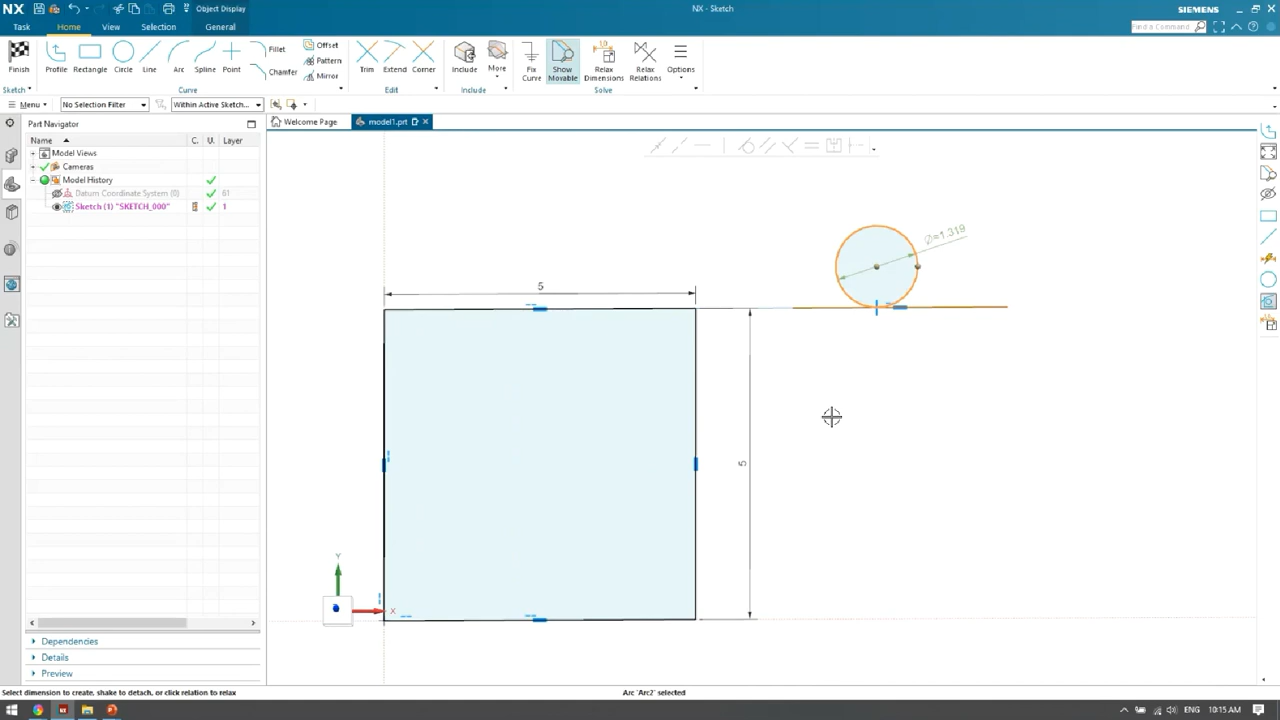 NX
Object Display
NX - Sketch
SIEMENS
Task
Home
View
Selection
Tools
General
Find a Command
Finish
Profile
Rectangle
Circle
Line
Arc
Spline
Point
Fillet
Chamfer
Offset
Pattern
Mirror
Trim
Extend
Corner
Include
More
Fix Curve
Show Movable
Relax Dimensions
Relax Relations
Options
Sketch
Curve
Edit
Include
Solve
Menu
No Selection Filter
Within Active Sketch...
Part Navigator
Welcome Page
model1.prt
Name
C.
U.
Layer
Model Views
Cameras
Model History
Datum Coordinate System (0)
61
Sketch (1) "SKETCH_000"
1
Ø=1.319
5
5
Y
X
Dependencies
Details
Preview
Select dimension to create, shake to detach, or click relation to relax
Arc 'Arc2' selected
ENG
10:15 AM